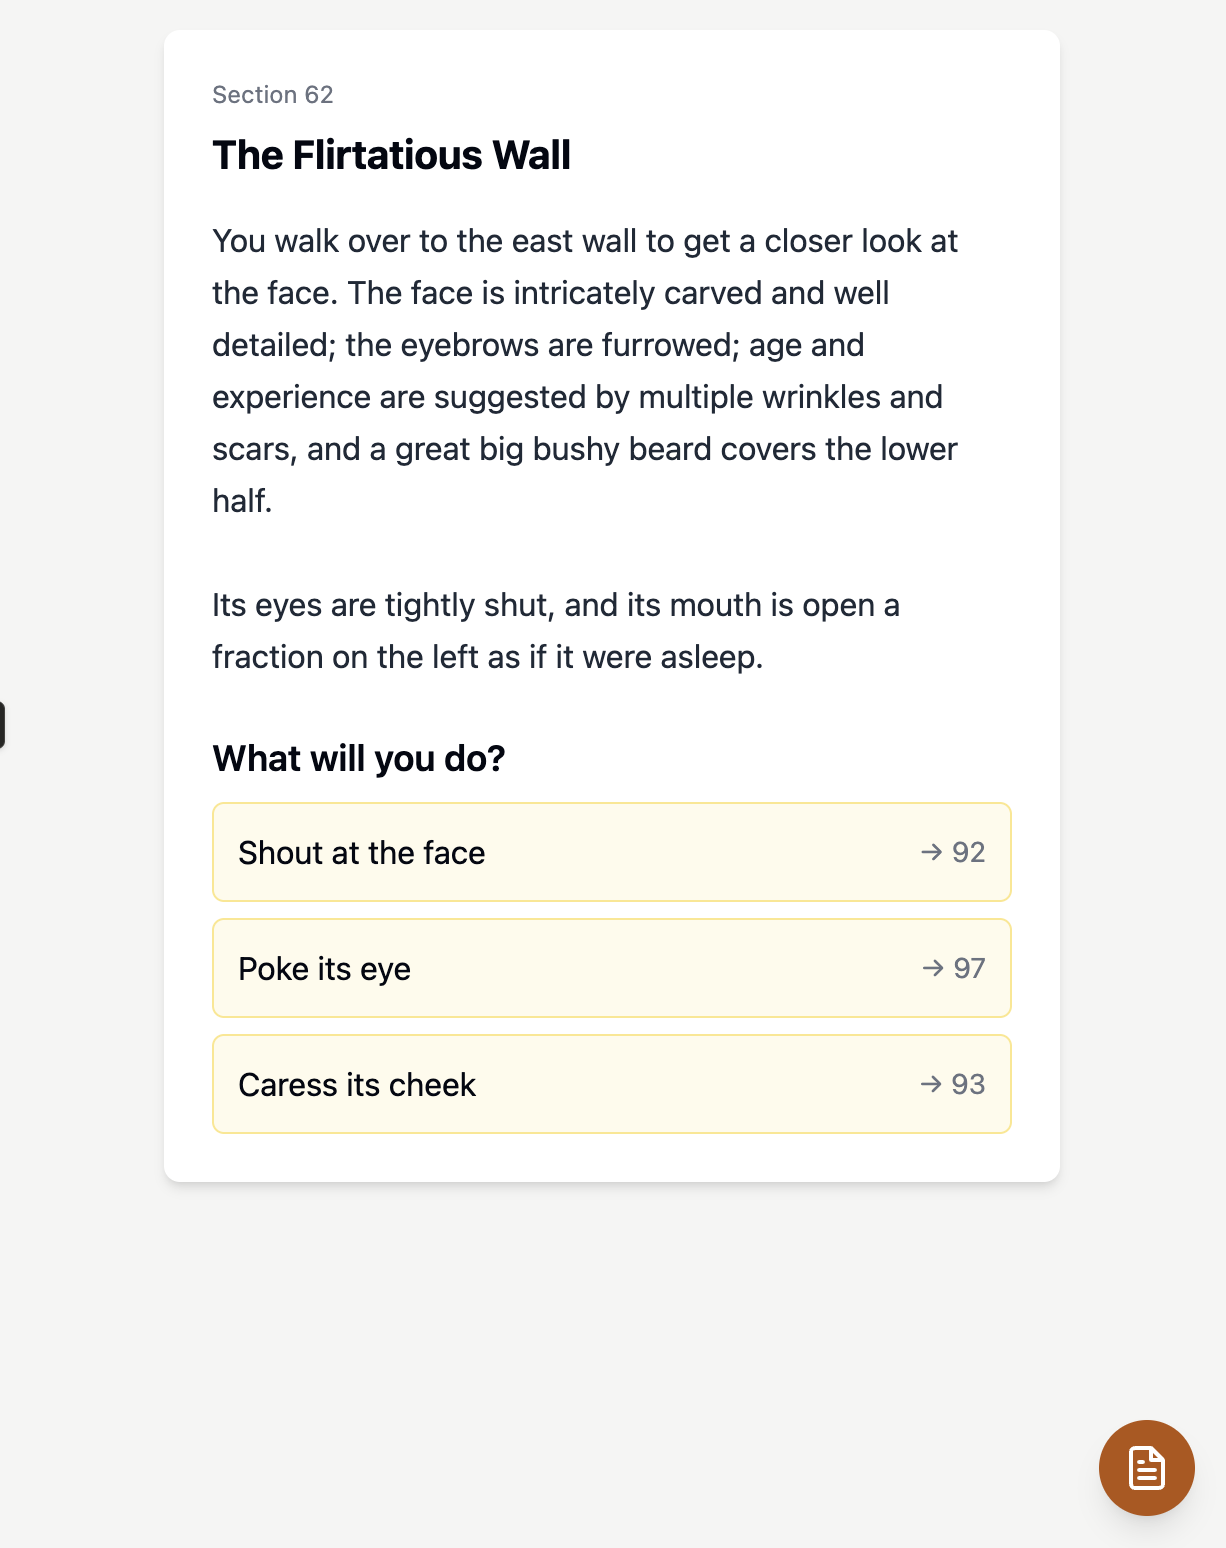 Section 62
The Flirtatious Wall
You walk over to the east wall to get a closer look at
the face. The face is intricately carved and well
detailed; the eyebrows are furrowed; age and
experience are suggested by multiple wrinkles and
scars, and a great big bushy beard covers the lower
half.
Its eyes are tightly shut, and its mouth is open a
fraction on the left as if it were asleep.
What will you do?
Shout at the face → 92
Poke its eye → 97
Caress its cheek → 93